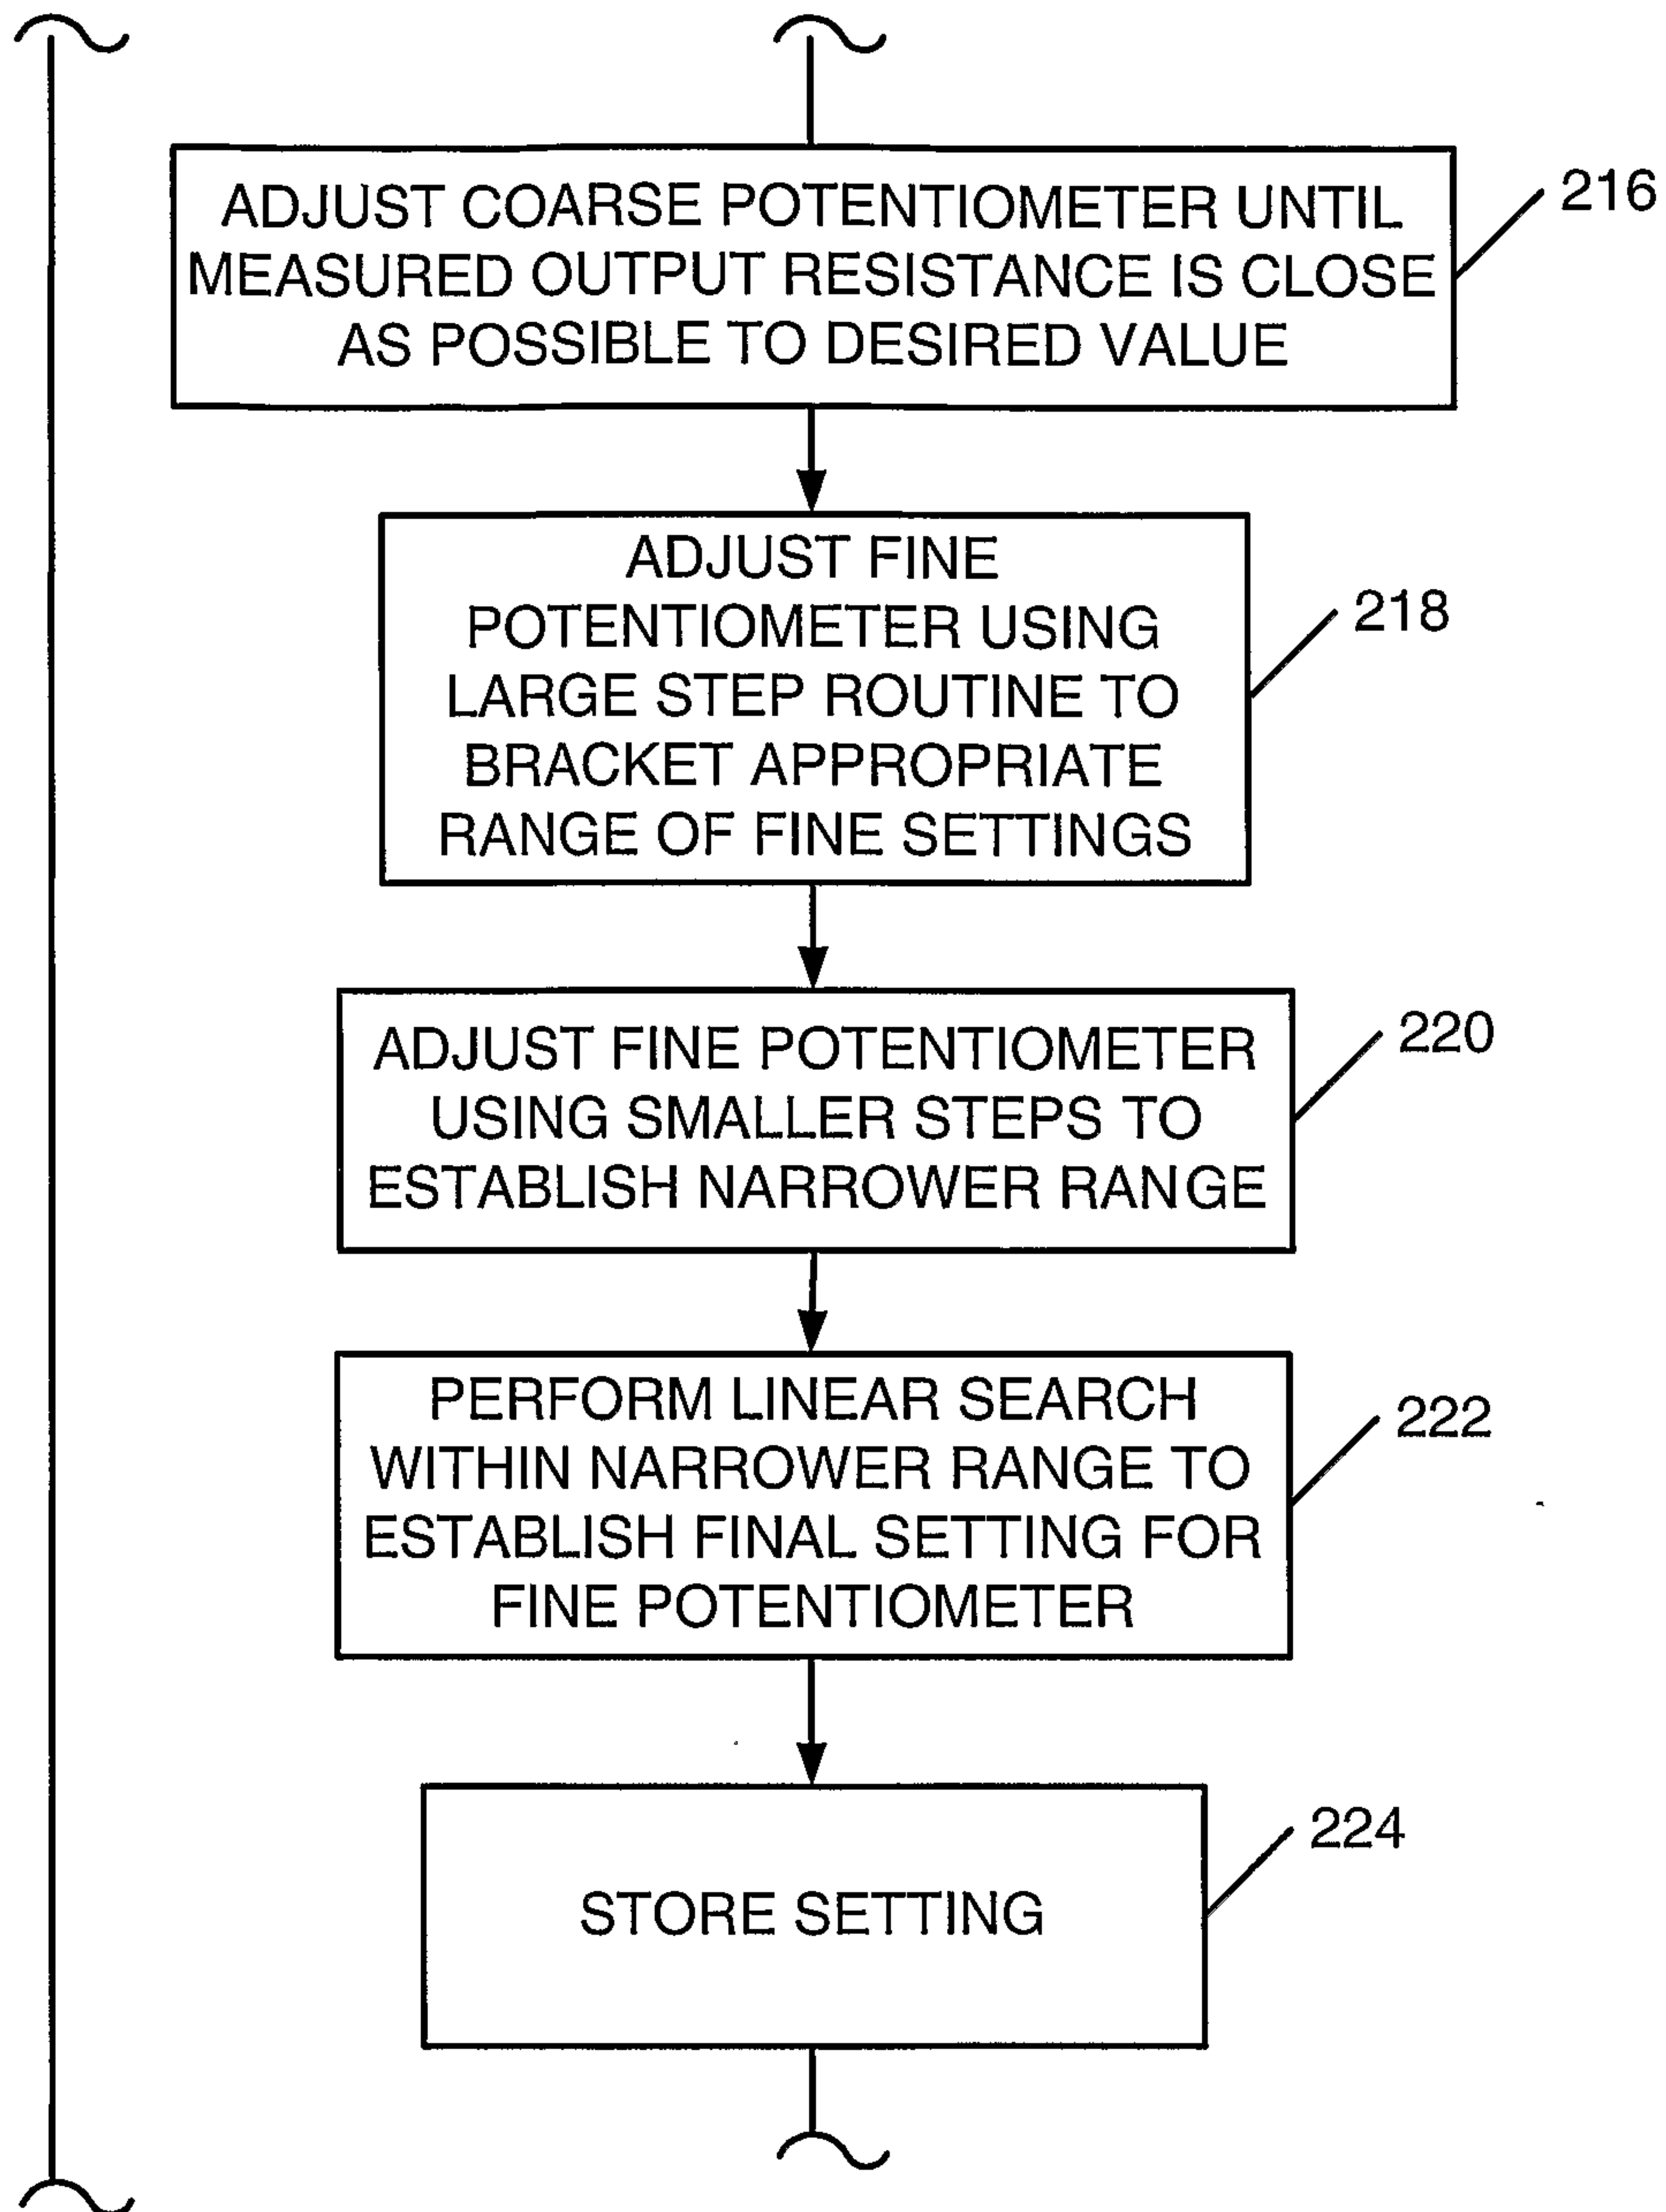 ADJUST COARSE POTENTIOMETER UNTIL
MEASURED OUTPUT RESISTANCE IS CLOSE
AS POSSIBLE TO DESIRED VALUE
216
ADJUST FINE
POTENTIOMETER USING
LARGE STEP ROUTINE TO
BRACKET APPROPRIATE
RANGE OF FINE SETTINGS
218
ADJUST FINE POTENTIOMETER
USING SMALLER STEPS TO
ESTABLISH NARROWER RANGE
220
PERFORM LINEAR SEARCH
WITHIN NARROWER RANGE TO
ESTABLISH FINAL SETTING FOR
FINE POTENTIOMETER
222
STORE SETTING
224